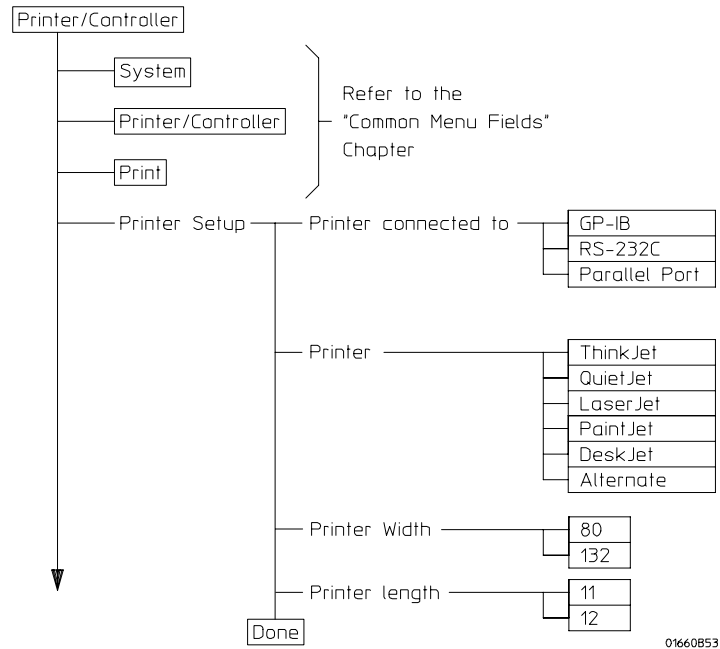 Printer/Controller
System
Printer/Controller
Print
Refer to the
"Common Menu Fields"
Chapter
Printer Setup
Printer connected to
GP-IB
RS-232C
Parallel Port
Printer
ThinkJet
QuietJet
LaserJet
PaintJet
DeskJet
Alternate
Printer Width
80
132
Printer length
11
12
Done
01660B53